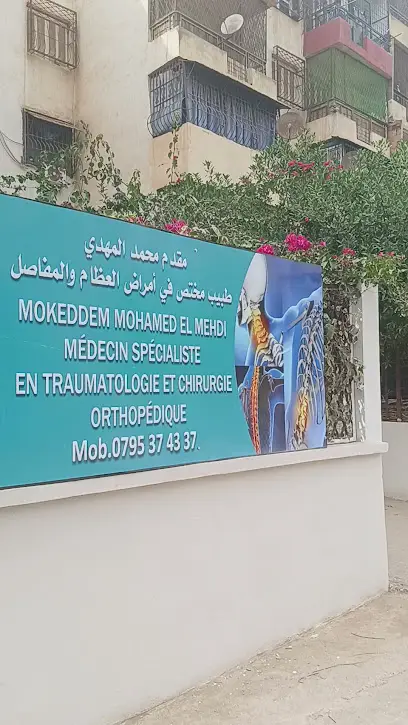 مقدم محمد المهدي
طبيب مختص في أمراض العظام والمفاصل
MOKEDDEM MOHAMED EL MEHDI
MÉDECIN SPÉCIALISTE
EN TRAUMATOLOGIE ET CHIRURGIE
ORTHOPÉDIQUE
Mob.0795 37 43 37.